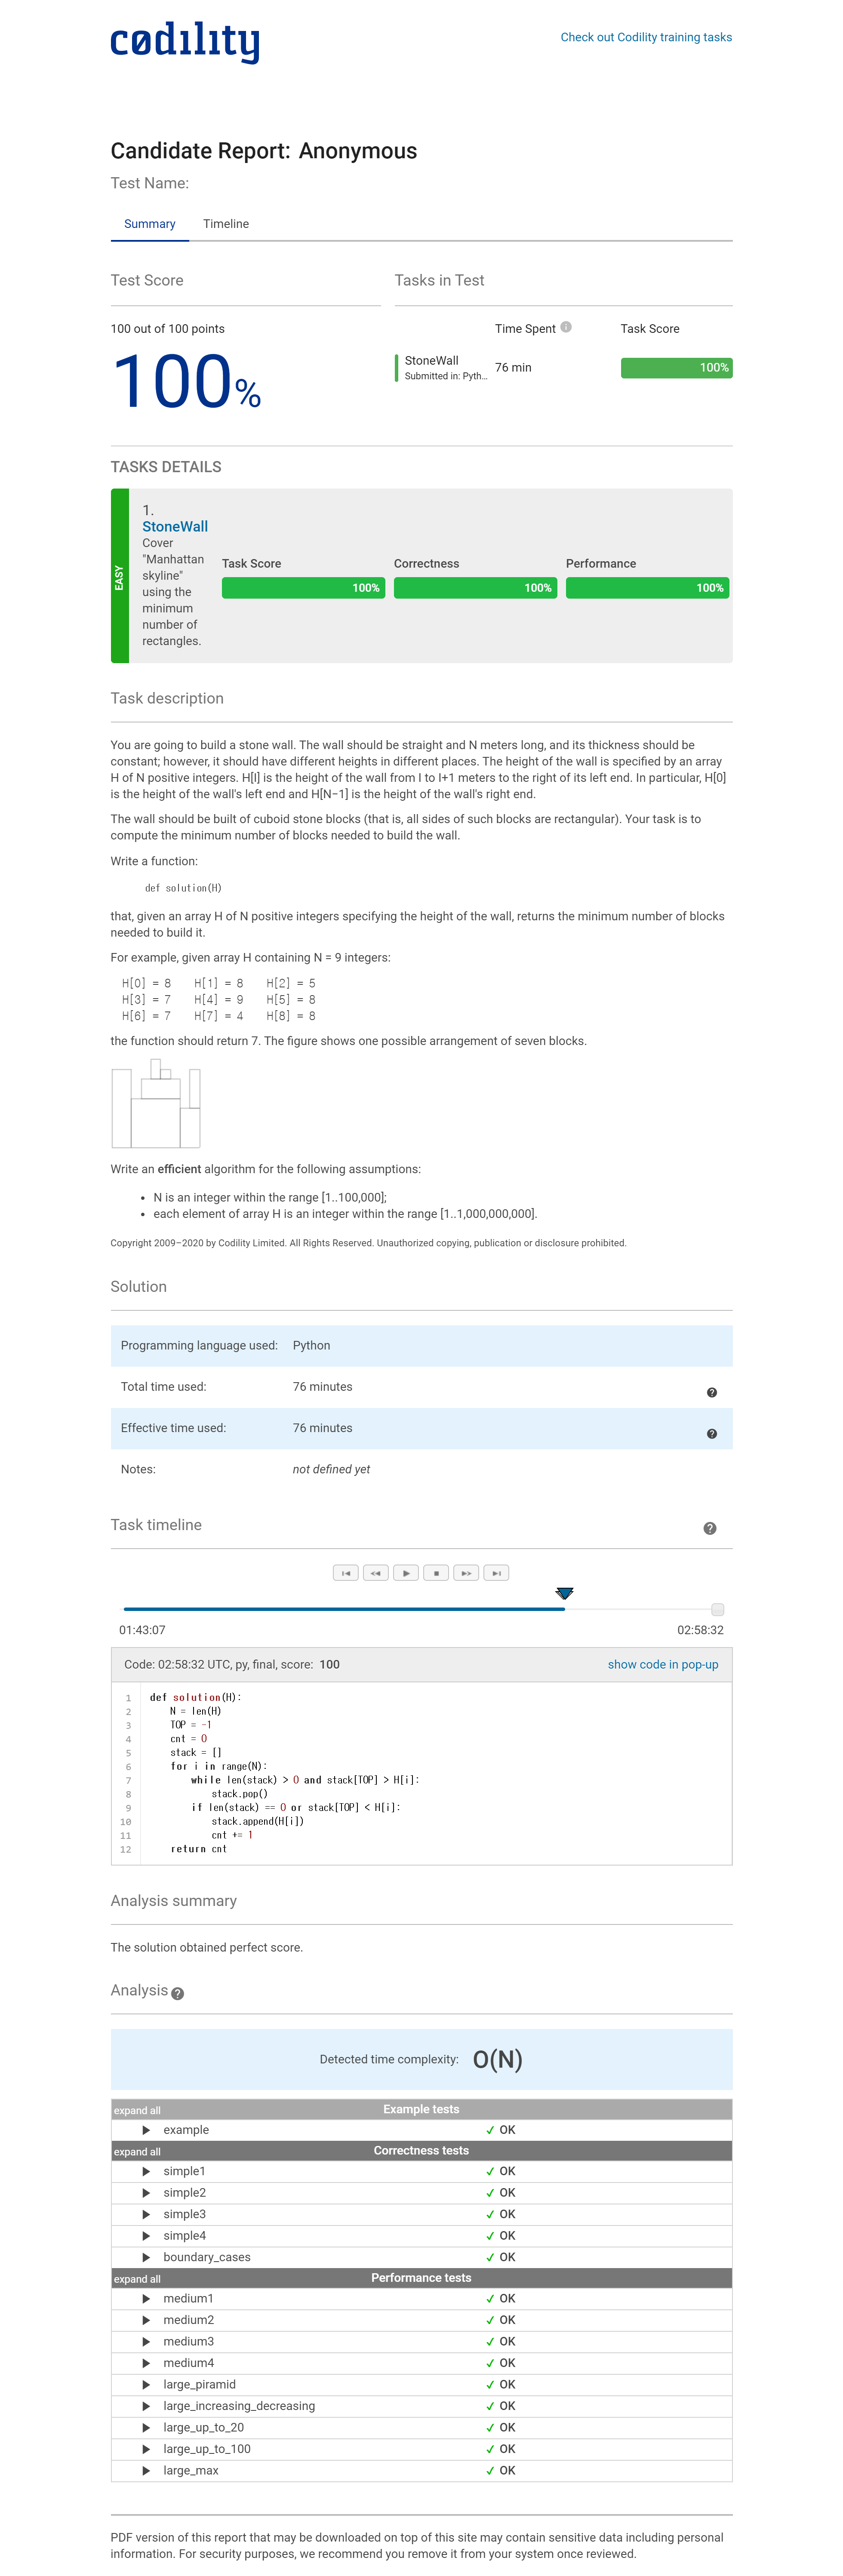 cødility
Check out Codility training tasks
Candidate Report: Anonymous
Test Name:
Summary
Timeline
Test Score
Tasks in Test
100 out of 100 points
Time Spent
Task Score
100%
StoneWall
Submitted in: Pyth...
76 min
100%
TASKS DETAILS
EASY
1.
StoneWall
Cover
"Manhattan
skyline"
using the
minimum
number of
rectangles.
Task Score
Correctness
Performance
100%
100%
100%
Task description
You are going to build a stone wall. The wall should be straight and N meters long, and its thickness should be
constant; however, it should have different heights in different places. The height of the wall is specified by an array
H of N positive integers. H[I] is the height of the wall from I to I+1 meters to the right of its left end. In particular, H[0]
is the height of the wall's left end and H[N−1] is the height of the wall's right end.
The wall should be built of cuboid stone blocks (that is, all sides of such blocks are rectangular). Your task is to
compute the minimum number of blocks needed to build the wall.
Write a function:
def solution(H)
that, given an array H of N positive integers specifying the height of the wall, returns the minimum number of blocks
needed to build it.
For example, given array H containing N = 9 integers:
H[0] = 8    H[1] = 8    H[2] = 5
H[3] = 7    H[4] = 9    H[5] = 8
H[6] = 7    H[7] = 4    H[8] = 8
the function should return 7. The figure shows one possible arrangement of seven blocks.
Write an efficient algorithm for the following assumptions:
• N is an integer within the range [1..100,000];
• each element of array H is an integer within the range [1..1,000,000,000].
Copyright 2009–2020 by Codility Limited. All Rights Reserved. Unauthorized copying, publication or disclosure prohibited.
Solution
Programming language used: Python
Total time used: 76 minutes
Effective time used: 76 minutes
Notes: not defined yet
Task timeline
01:43:07
02:58:32
Code: 02:58:32 UTC, py, final, score: 100
show code in pop-up
1 def solution(H):
2     N = len(H)
3     TOP = -1
4     cnt = 0
5     stack = []
6     for i in range(N):
7         while len(stack) > 0 and stack[TOP] > H[i]:
8             stack.pop()
9         if len(stack) == 0 or stack[TOP] < H[i]:
10             stack.append(H[i])
11             cnt += 1
12     return cnt
Analysis summary
The solution obtained perfect score.
Analysis
Detected time complexity: O(N)
expand all Example tests
example ✓ OK
expand all Correctness tests
simple1 ✓ OK
simple2 ✓ OK
simple3 ✓ OK
simple4 ✓ OK
boundary_cases ✓ OK
expand all Performance tests
medium1 ✓ OK
medium2 ✓ OK
medium3 ✓ OK
medium4 ✓ OK
large_piramid ✓ OK
large_increasing_decreasing ✓ OK
large_up_to_20 ✓ OK
large_up_to_100 ✓ OK
large_max ✓ OK
PDF version of this report that may be downloaded on top of this site may contain sensitive data including personal
information. For security purposes, we recommend you remove it from your system once reviewed.